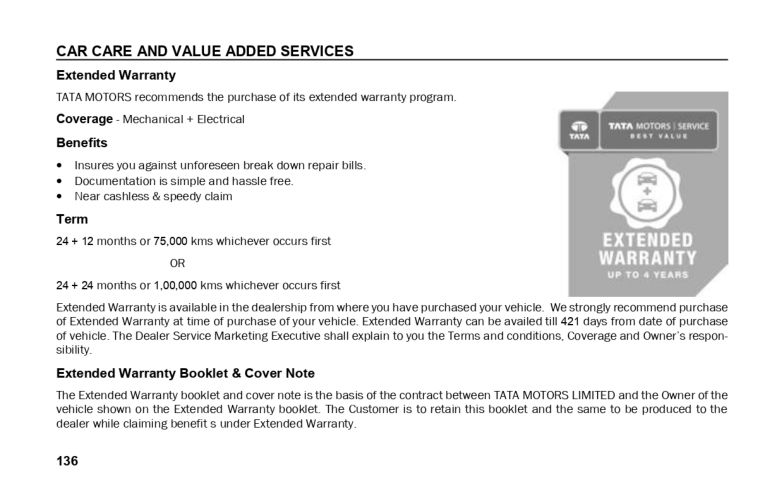 CAR CARE AND VALUE ADDED SERVICES
Extended Warranty
TATA MOTORS recommends the purchase of its extended warranty program.
Coverage - Mechanical + Electrical
Benefits
• Insures you against unforeseen break down repair bills.
• Documentation is simple and hassle free.
• Near cashless & speedy claim
Term
24 + 12 months or 75,000 kms whichever occurs first
OR
24 + 24 months or 1,00,000 kms whichever occurs first
TATA
TATA MOTORS | SERVICE
BEST VALUE
EXTENDED
WARRANTY
UP TO 4 YEARS
Extended Warranty is available in the dealership from where you have purchased your vehicle. We strongly recommend purchase
of Extended Warranty at time of purchase of your vehicle. Extended Warranty can be availed till 421 days from date of purchase
of vehicle. The Dealer Service Marketing Executive shall explain to you the Terms and conditions, Coverage and Owner's respon-
sibility.
Extended Warranty Booklet & Cover Note
The Extended Warranty booklet and cover note is the basis of the contract between TATA MOTORS LIMITED and the Owner of the
vehicle shown on the Extended Warranty booklet. The Customer is to retain this booklet and the same to be produced to the
dealer while claiming benefit s under Extended Warranty.
136